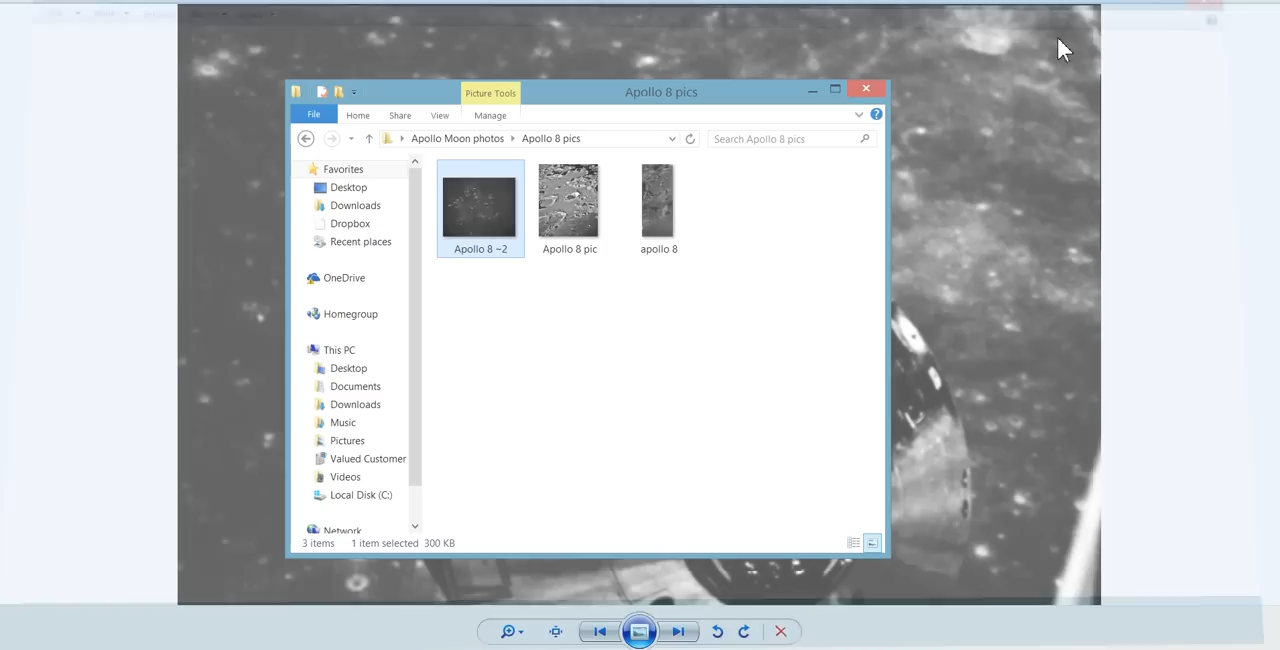 Picture Tools
Apollo 8 pics
File
Home
Share
View
Manage
Apollo Moon photos
Apollo 8 pics
Search Apollo 8 pics
Favorites
Desktop
Downloads
Dropbox
Recent places
OneDrive
Homegroup
This PC
Desktop
Documents
Downloads
Music
Pictures
Valued Customer
Videos
Local Disk (C:)
Network
Apollo 8 ~2
Apollo 8 pic
apollo 8
3 items 1 item selected 300 KB